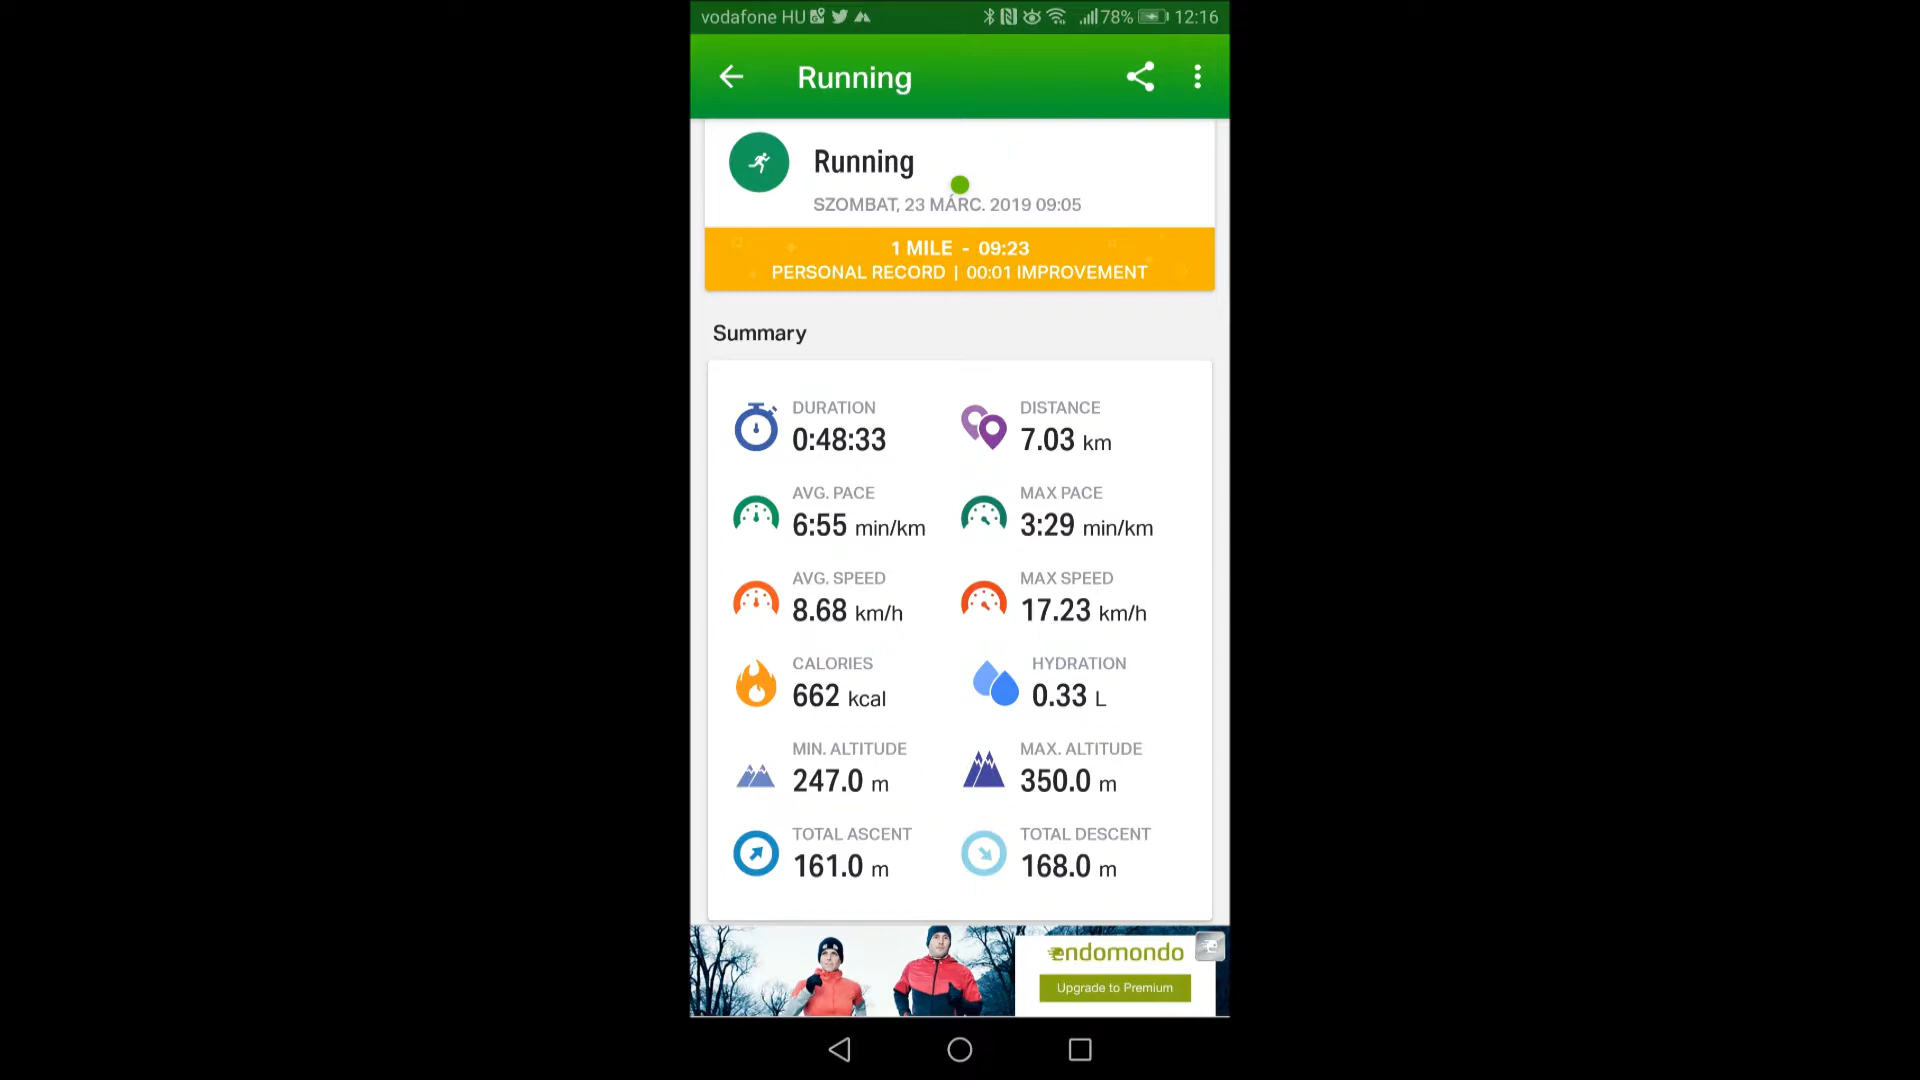 vodafone HU 78% 12:16
Running
Running
SZOMBAT, 23 MÁRC. 2019 09:05
1 MILE - 09:23
PERSONAL RECORD | 00:01 IMPROVEMENT
Summary
DURATION DISTANCE
0:48:33 7.03 km
AVG. PACE MAX PACE
6:55 min/km 3:29 min/km
AVG. SPEED MAX SPEED
8.68 km/h 17.23 km/h
CALORIES HYDRATION
662 kcal 0.33 L
MIN. ALTITUDE MAX. ALTITUDE
247.0 m 350.0 m
TOTAL ASCENT TOTAL DESCENT
161.0 m 168.0 m
endomondo
Upgrade to Premium